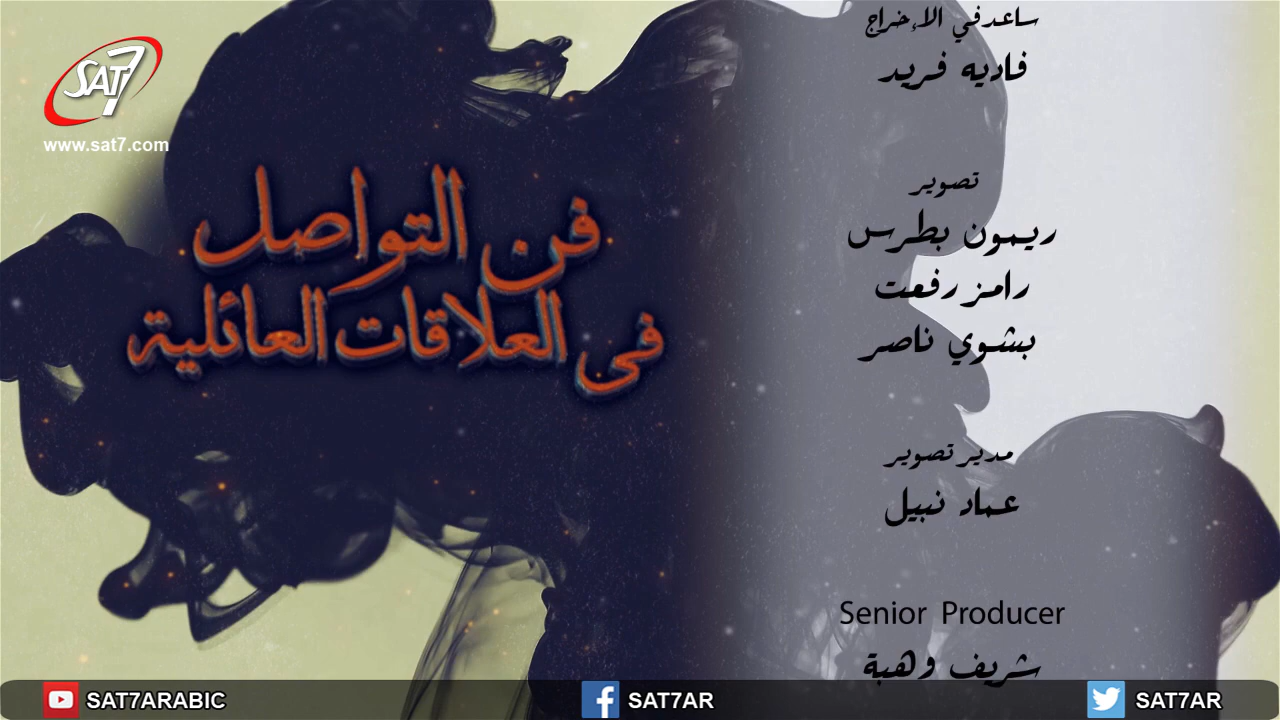 SAT7
www.sat7.com
فن التواصل
فى العلاقات العائلية
ساعد في الإخراج
فاديه فريد
تصوير
ريمون بطرس
رامز رفعت
بشوي ناصر
مدير تصوير
عماد نبيل
Senior Producer
شريف وهبة
SAT7ARABIC
SAT7AR
SAT7AR